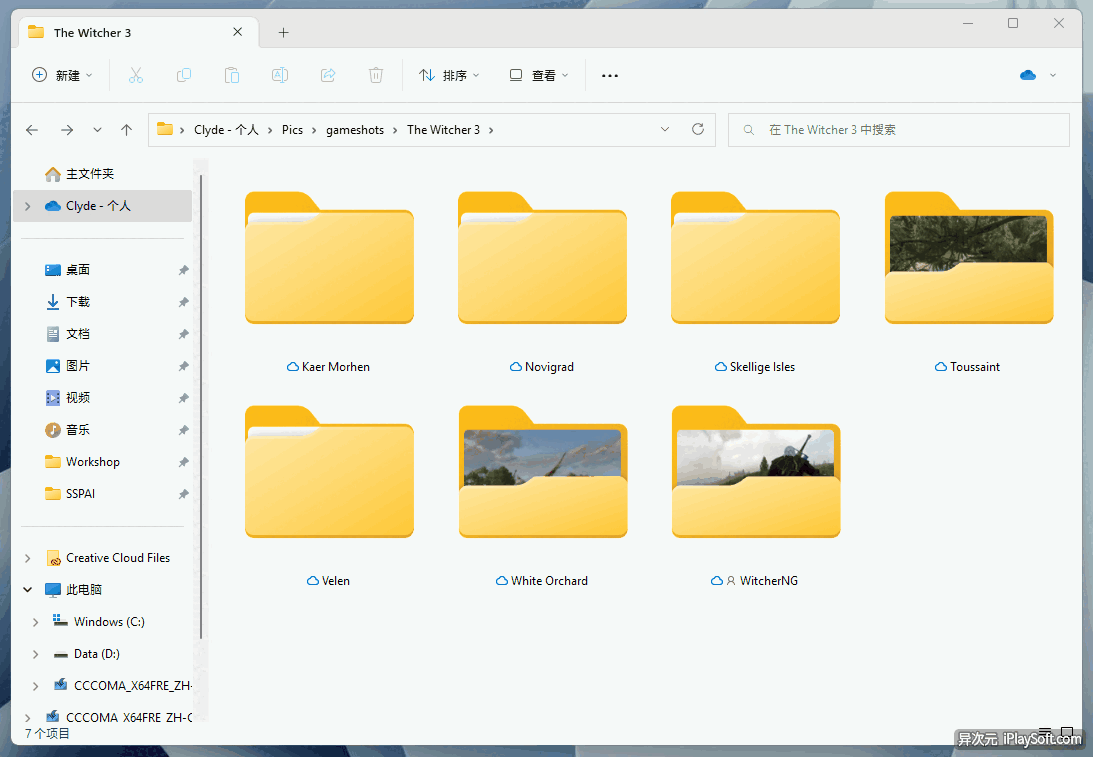 The Witcher 3
新建
排序
查看
Clyde - 个人 > Pics > gameshots > The Witcher 3 >
在 The Witcher 3 中搜索
主文件夹
Clyde - 个人
桌面
下载
文档
图片
视频
音乐
Workshop
SSPAI
Creative Cloud Files
此电脑
Windows (C:)
Data (D:)
CCCOMA_X64FRE_ZH-
CCCOMA_X64FRE_ZH-C
Kaer Morhen
Novigrad
Skellige Isles
Toussaint
Velen
White Orchard
WitcherNG
7 个项目
异次元 iPlaySoft.com